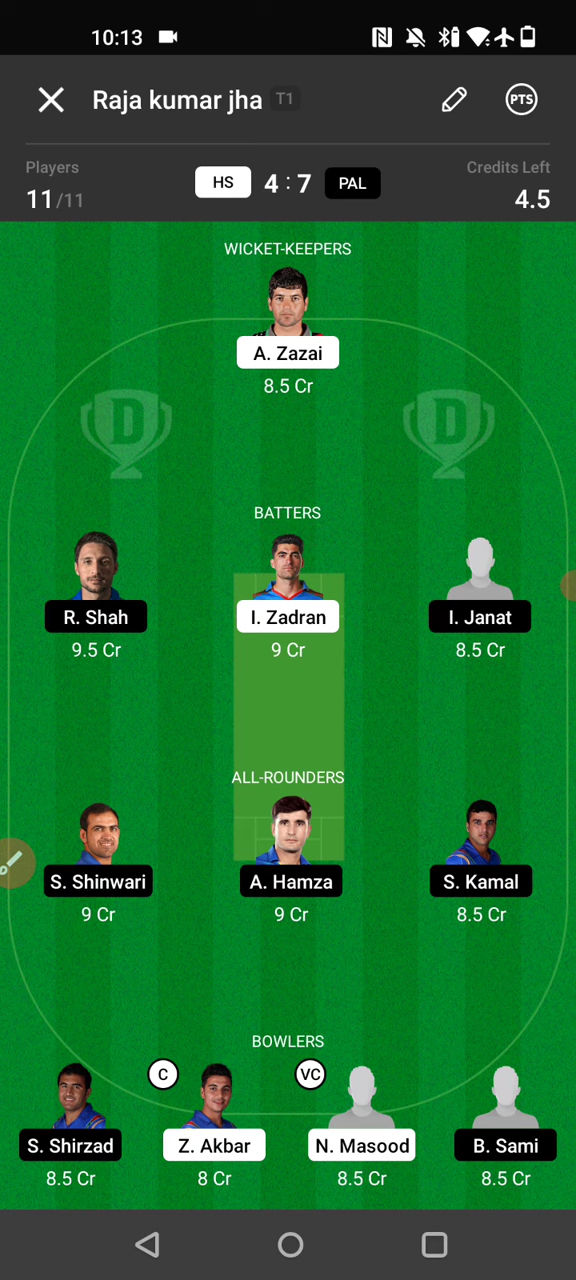 10:13
Raja kumar jha T1
PTS
Players
Credits Left
11/11
HS 4 : 7 PAL
4.5
WICKET-KEEPERS
A. Zazai
8.5 Cr
D D
BATTERS
R. Shah I. Zadran I. Janat
9.5 Cr 9 Cr 8.5 Cr
ALL-ROUNDERS
S. Shinwari A. Hamza S. Kamal
9 Cr 9 Cr 8.5 Cr
BOWLERS
C VC
S. Shirzad Z. Akbar N. Masood B. Sami
8.5 Cr 8 Cr 8.5 Cr 8.5 Cr